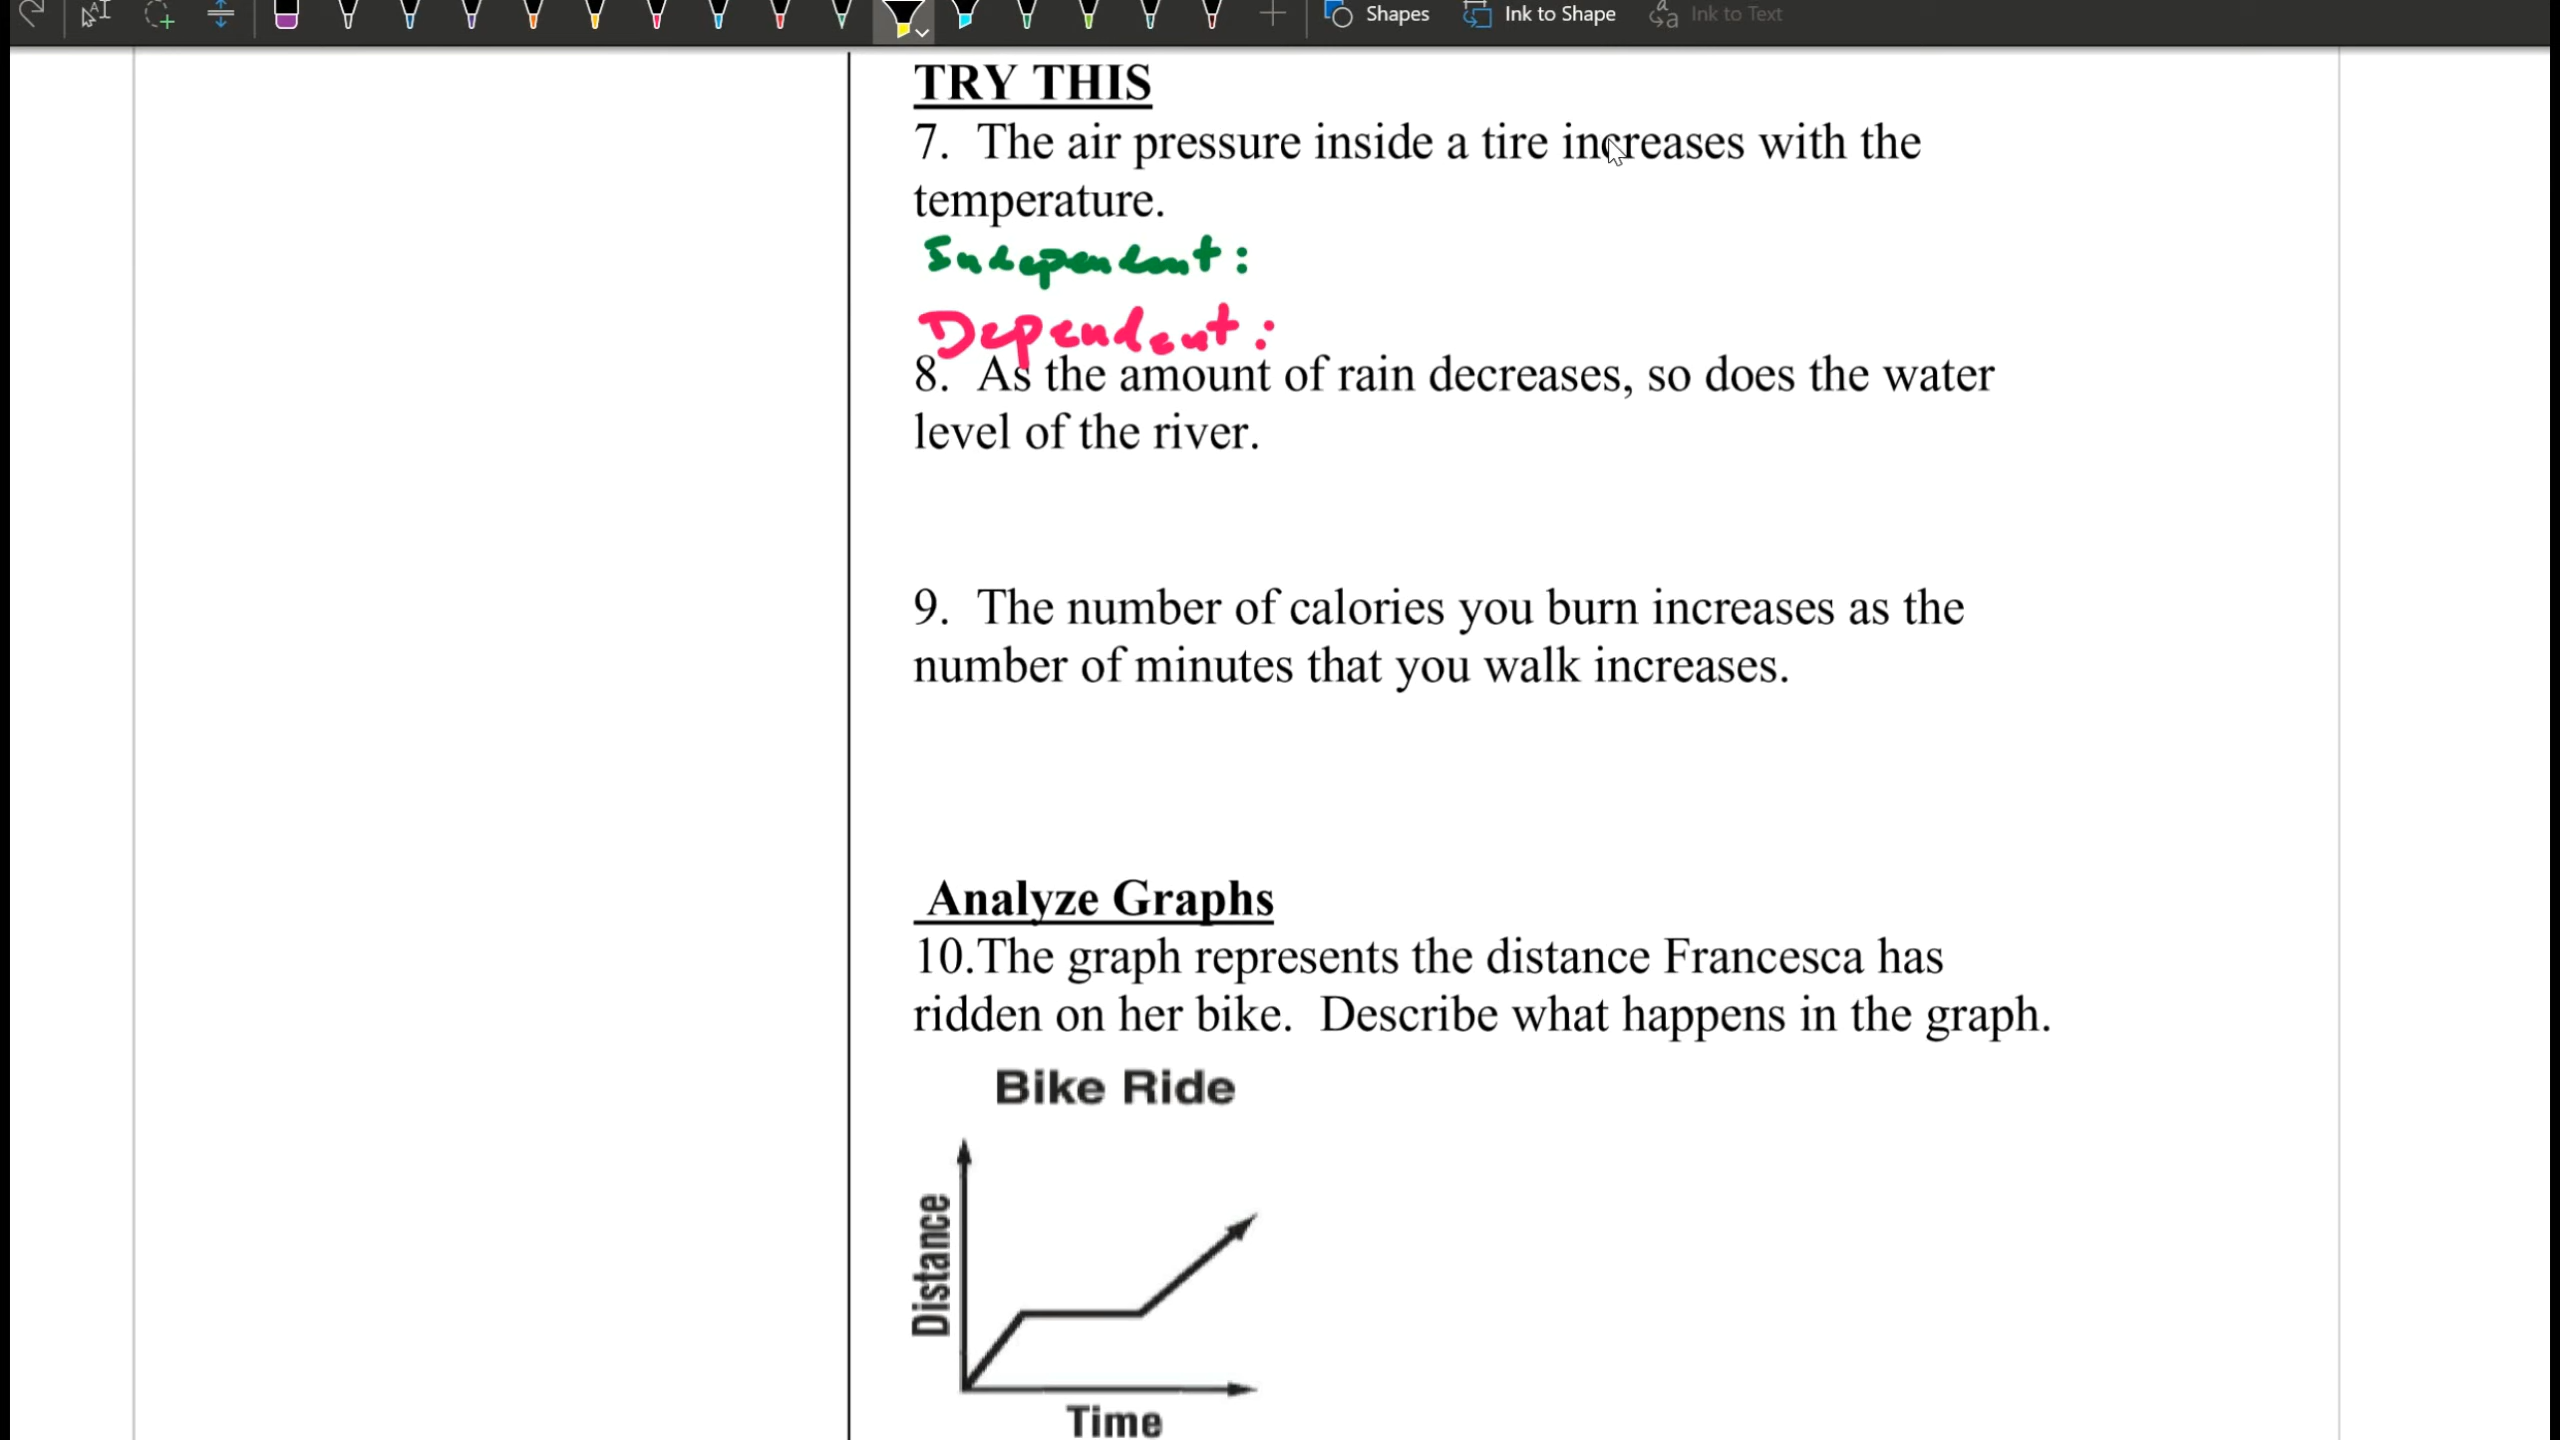 Shapes Ink to Shape Ink to Text
TRY THIS
7. The air pressure inside a tire increases with the
temperature.
Independent:
Dependent:
8. As the amount of rain decreases, so does the water
level of the river.
9. The number of calories you burn increases as the
number of minutes that you walk increases.
Analyze Graphs
10.The graph represents the distance Francesca has
ridden on her bike. Describe what happens in the graph.
Bike Ride
Distance
Time